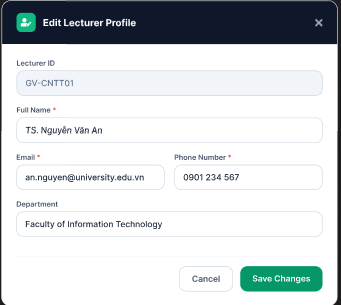 Edit Lecturer Profile
Lecturer ID
GV-CNTT01
Full Name *
TS. Nguyễn Văn An
Email *
Phone Number *
an.nguyen@university.edu.vn
0901 234 567
Department
Faculty of Information Technology
Cancel
Save Changes